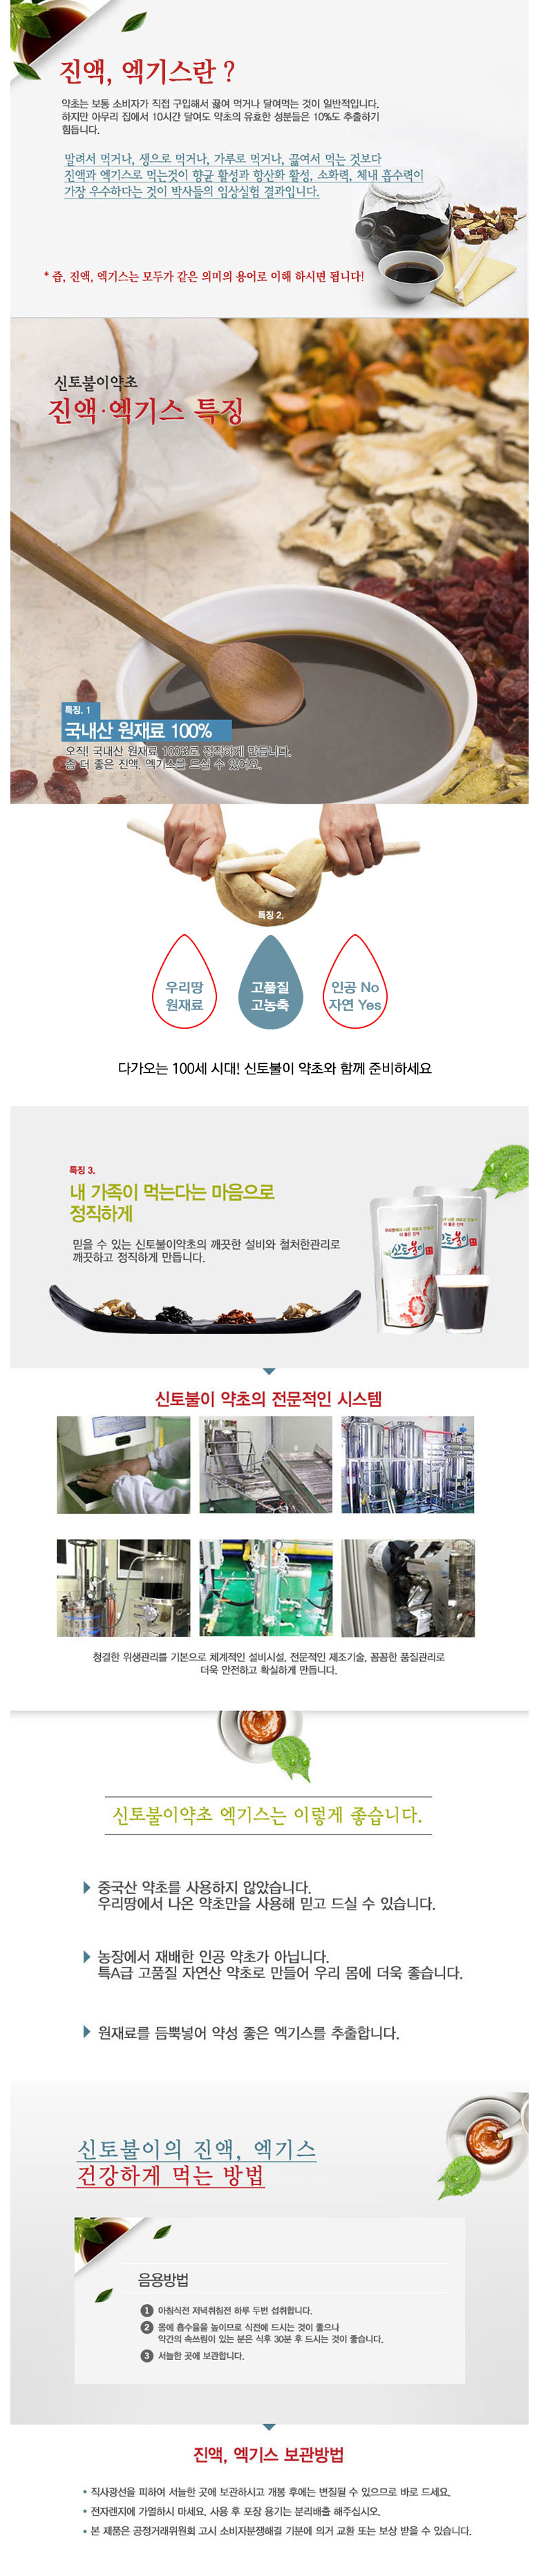 진액, 엑기스란 ?
약초는 보통 소비자가 직접 구입해서 끓여 먹거나 달여먹는 것이 일반적입니다.
하지만 아무리 집에서 10시간 달여도 약초의 유효한 성분들은 10%도 추출하기
힘듭니다.
말려서 먹거나, 생으로 먹거나, 가루로 먹거나, 끓여서 먹는 것보다
진액과 엑기스로 먹는것이 항균 활성과 항산화 활성, 소화력, 체내 흡수력이
가장 우수하다는 것이 박사들의 임상실험 결과입니다.
* 즙, 진액, 엑기스는 모두가 같은 의미의 용어로 이해 하시면 됩니다!
신토불이약초
진액·엑기스 특징
특징. 1
국내산 원재료 100%
오직! 국내산 원재료 100%로 정직하게 만듭니다.
좀 더 좋은 진액, 엑기스를 드실 수 있어요.
특징 2.
우리땅
원재료
고품질
고농축
인공 No
자연 Yes
다가오는 100세 시대! 신토불이 약초와 함께 준비하세요
특징 3.
내 가족이 먹는다는 마음으로
정직하게
믿을 수 있는 신토불이약초의 깨끗한 설비와 철저한관리로
깨끗하고 정직하게 만듭니다.
신토불이
신토불이 약초의 전문적인 시스템
청결한 위생관리를 기본으로 체계적인 설비시설, 전문적인 제조기술, 꼼꼼한 품질관리로
더욱 안전하고 확실하게 만듭니다.
신토불이약초 엑기스는 이렇게 좋습니다.
중국산 약초를 사용하지 않았습니다.
우리땅에서 나온 약초만을 사용해 믿고 드실 수 있습니다.
농장에서 재배한 인공 약초가 아닙니다.
특A급 고품질 자연산 약초로 만들어 우리 몸에 더욱 좋습니다.
원재료를 듬뿍넣어 약성 좋은 엑기스를 추출합니다.
신토불이의 진액, 엑기스
건강하게 먹는 방법
음용방법
1 아침식전 저녁취침전 하루 두번 섭취합니다.
2 몸에 흡수율을 높이므로 식전에 드시는 것이 좋으나
약간의 속쓰림이 있는 분은 식후 30분 후 드시는 것이 좋습니다.
3 서늘한 곳에 보관합니다.
진액, 엑기스 보관방법
• 직사광선을 피하여 서늘한 곳에 보관하시고 개봉 후에는 변질될 수 있으므로 바로 드세요.
• 전자렌지에 가열하시 마세요. 사용 후 포장 용기는 분리배출 해주십시오.
• 본 제품은 공정거래위원회 고시 소비자분쟁해결 기분에 의거 교환 또는 보상 받을 수 있습니다.